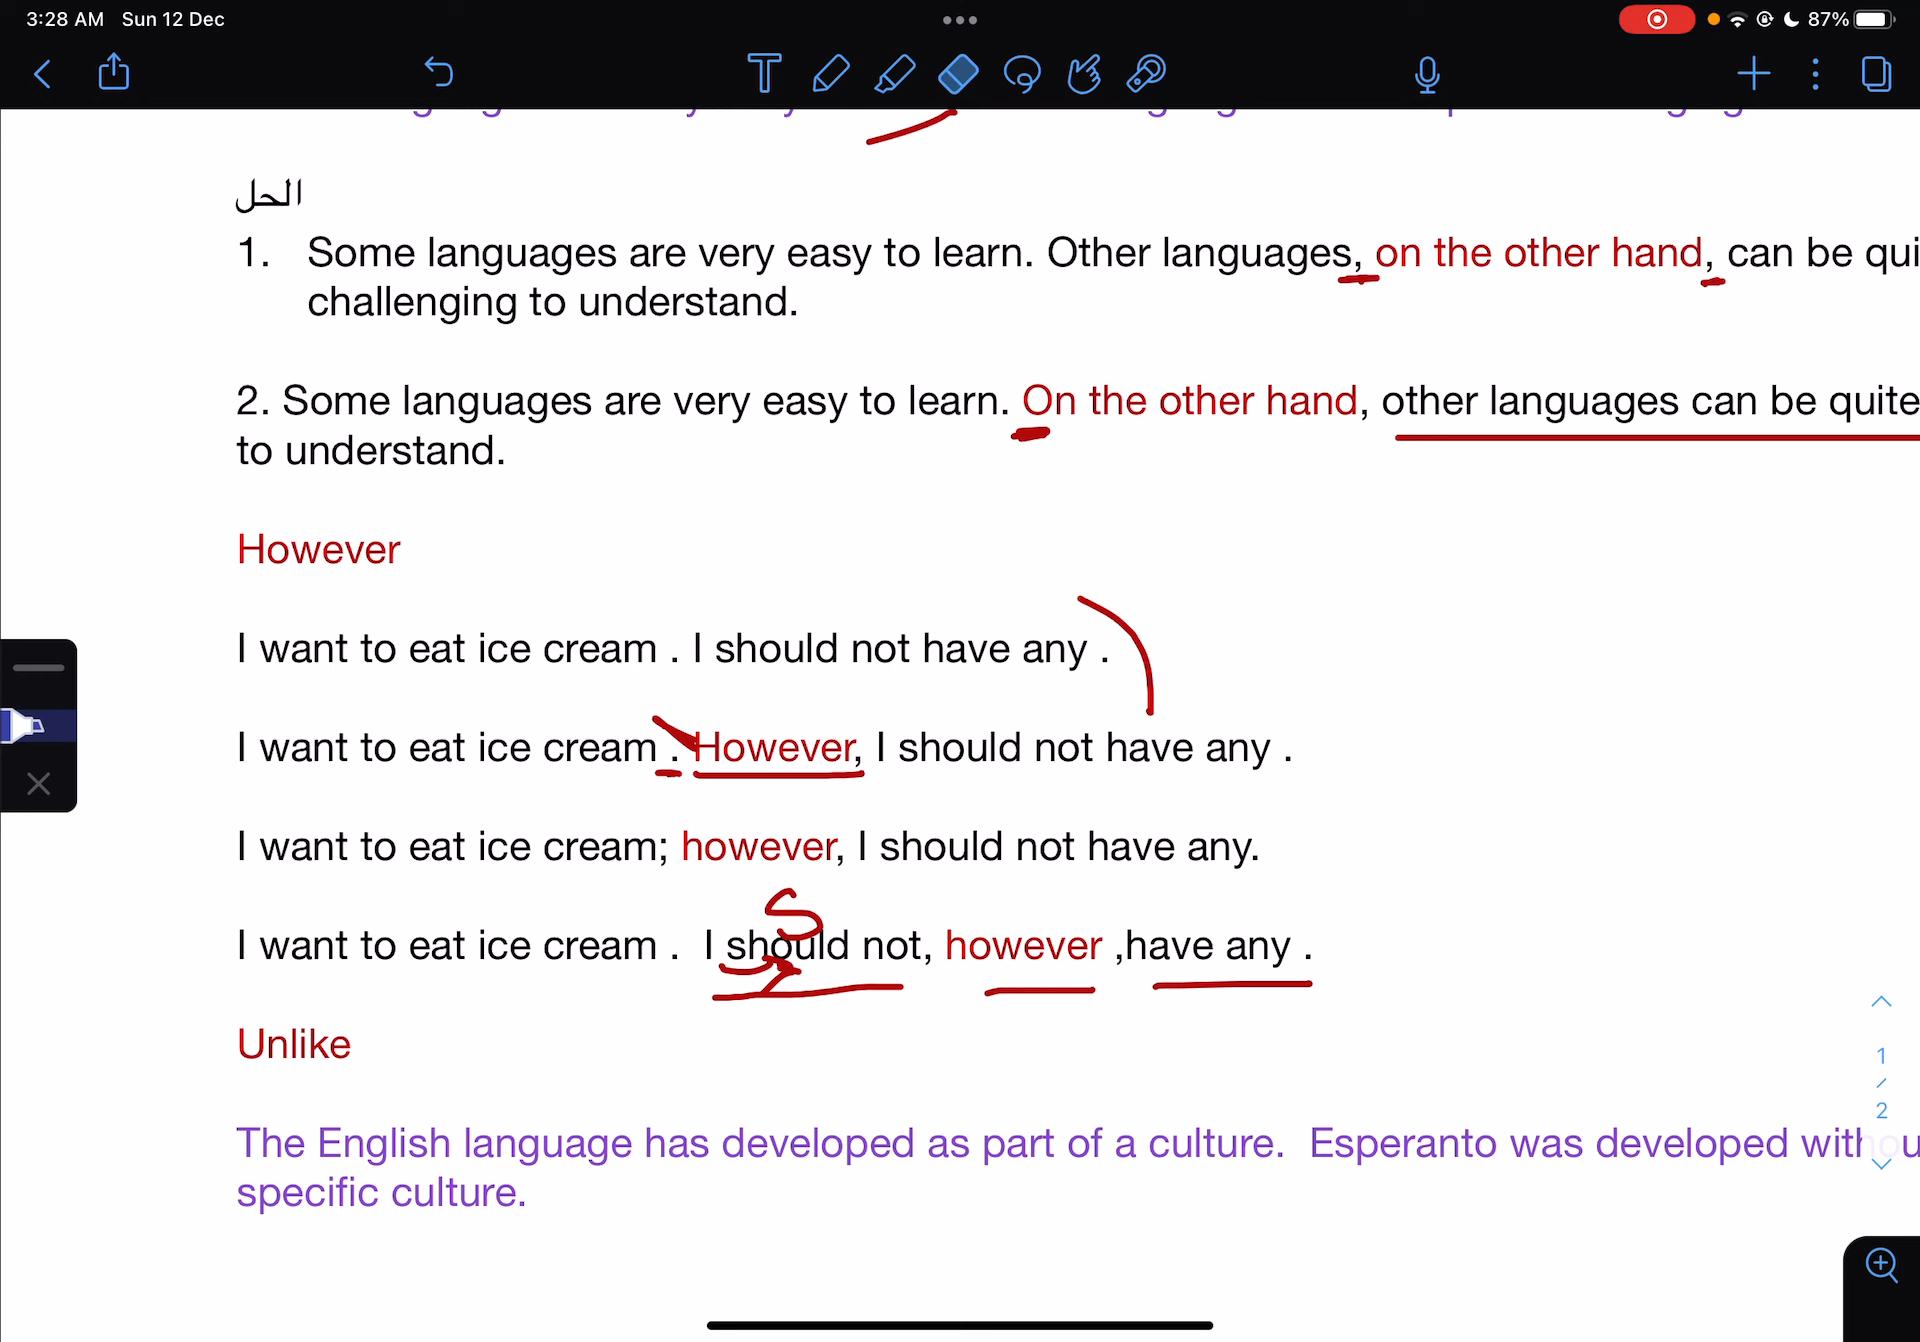 3:28 AM Sun 12 Dec 87%
الحل
1. Some languages are very easy to learn. Other languages, on the other hand, can be qui
challenging to understand.
2. Some languages are very easy to learn. On the other hand, other languages can be quite
to understand.
However
I want to eat ice cream . I should not have any .
I want to eat ice cream . However, I should not have any .
I want to eat ice cream; however, I should not have any.
S
I want to eat ice cream . I should not, however ,have any .
Unlike
1
/
2
The English language has developed as part of a culture. Esperanto was developed withou
specific culture.